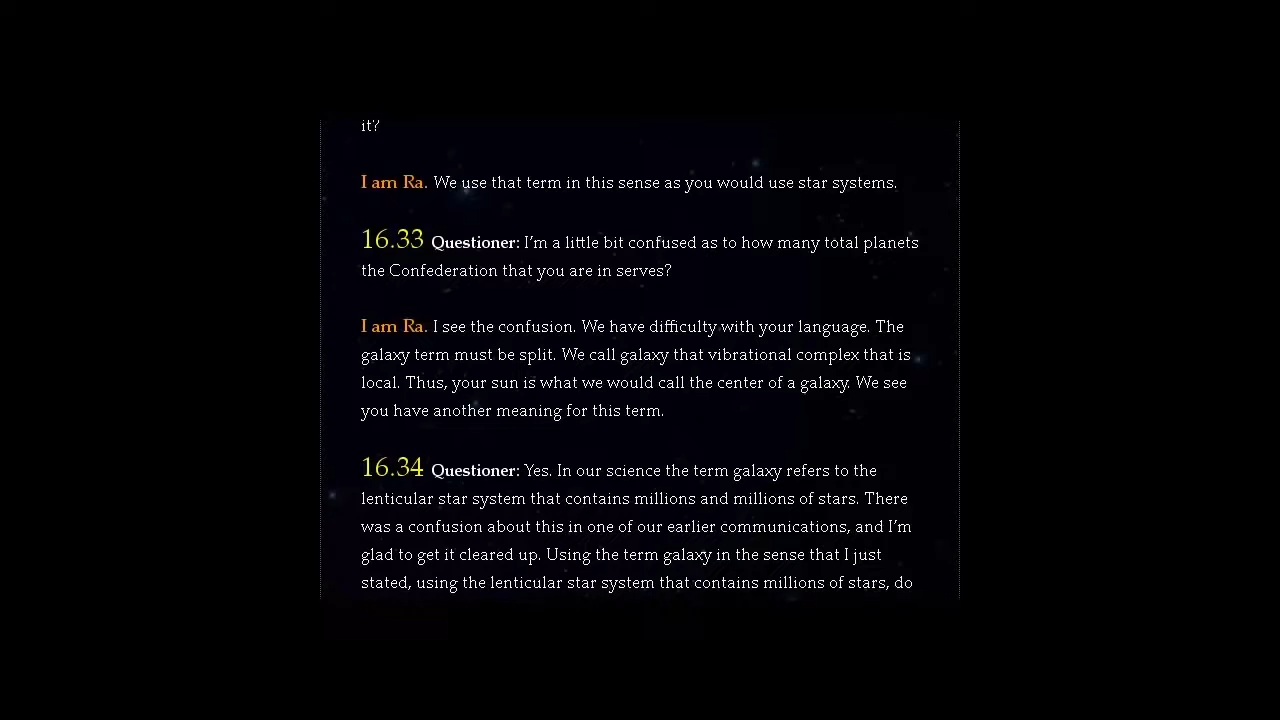 it?
I am Ra. We use that term in this sense as you would use star systems.
16.33 Questioner: I’m a little bit confused as to how many total planets
the Confederation that you are in serves?
I am Ra. I see the confusion. We have difficulty with your language. The
galaxy term must be split. We call galaxy that vibrational complex that is
local. Thus, your sun is what we would call the center of a galaxy. We see
you have another meaning for this term.
16.34 Questioner: Yes. In our science the term galaxy refers to the
lenticular star system that contains millions and millions of stars. There
was a confusion about this in one of our earlier communications, and I’m
glad to get it cleared up. Using the term galaxy in the sense that I just
stated, using the lenticular star system that contains millions of stars, do